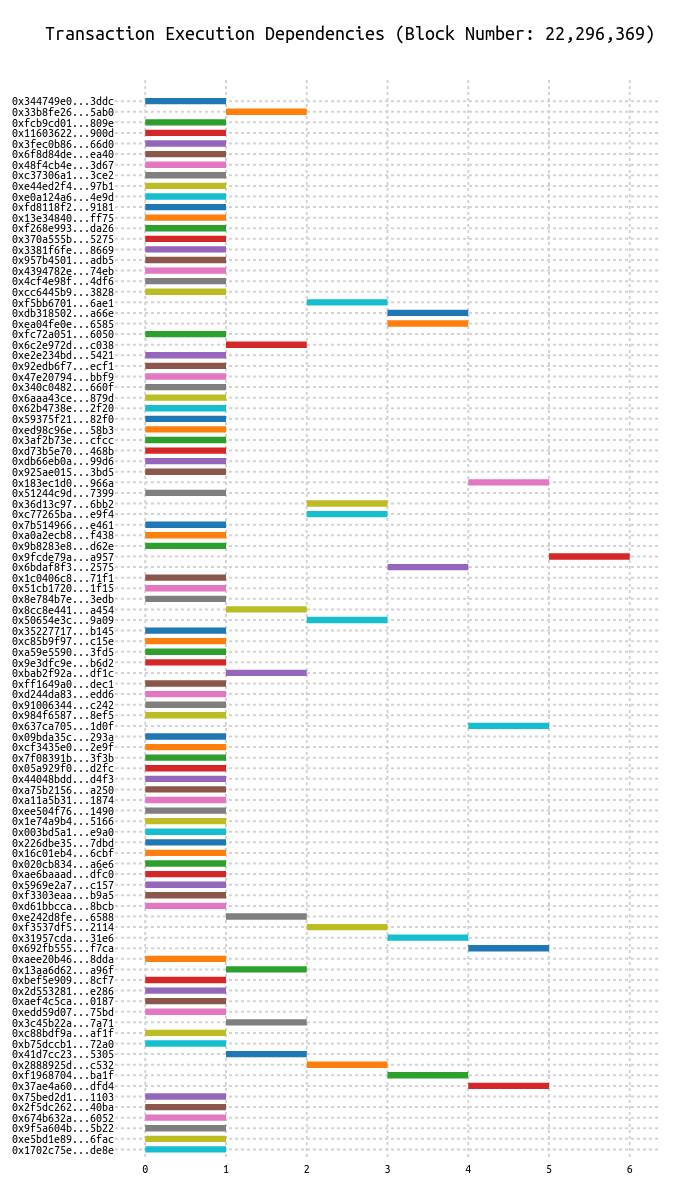 Transaction Execution Dependencies (Block Number: 22,296,369)
0x344749e0...3ddc
0x33b8fe26...5ab0
0xfcb9cd01...809e
0x11603622...900d
0x3fec0b86...66d0
0x6f8d84de...ea40
0x48f4cb4e...3d67
0xc37306a1...3ce2
0xe44ed2f4...97b1
0xe0a124a6...4e9d
0xfd8118f2...9181
0x13e34840...ff75
0xf268e993...da26
0x370a555b...5275
0x3381f6fe...8669
0x957b4501...adb5
0x4394782e...74eb
0x4cf4e98f...4df6
0xcc6445b9...3828
0xf5bb6701...6ae1
0xdb318502...a66e
0xea04fe0e...6585
0xfc72a051...6050
0x6c2e972d...c038
0xe2e234bd...5421
0x92edb6f7...ecf1
0x47e20794...bbf9
0x340c0482...660f
0x6aaa43ce...879d
0x62b4738e...2f20
0x59375f21...82f0
0xed98c96e...58b3
0x3af2b73e...cfcc
0xd73b5e70...468b
0xdb66eb0a...99d6
0x925ae015...3bd5
0x183ec1d0...966a
0x51244c9d...7399
0x36d13c97...6bb2
0xc77265ba...e9f4
0x7b514966...e461
0xa0a2ecb8...f438
0x9b8283e8...d62e
0x9fcde79a...a957
0x6bdaf8f3...2575
0x1c0406c8...71f1
0x51cb1720...1f15
0x8e784b7e...3edb
0x8cc8e441...a454
0x50654e3c...9a09
0x35227717...b145
0xc85b9f97...c15e
0xa59e5590...3fd5
0x9e3dfc9e...b6d2
0xbab2f92a...df1c
0xff1649a0...dec1
0xd244da83...edd6
0x91006344...c242
0x984f6587...8ef5
0x637ca705...1d0f
0x09bda35c...293a
0xcf3435e0...2e9f
0x7f08391b...3f3b
0x05a929f0...d2fc
0x44048bdd...d4f3
0xa75b2156...a250
0xa11a5b31...1874
0xee504f76...1490
0x1e74a9b4...5166
0x003bd5a1...e9a0
0x226dbe35...7dbd
0x16c01eb4...6cbf
0x020cb834...a6e6
0xae6baaad...dfc0
0x5969e2a7...c157
0xf3303eaa...b9a5
0xd61bbcca...8bcb
0xe242d8fe...6588
0xf3537df5...2114
0x31957cda...31e6
0x692fb555...f7ca
0xaee20b46...8dda
0x13aa6d62...a96f
0xbef5e909...8cf7
0x2d553281...e286
0xaef4c5ca...0187
0xedd59d07...75bd
0x3c45b22a...7a71
0xc88bdf9a...af1f
0xb75dccb1...72a0
0x41d7cc23...5305
0x2888925d...c532
0xf1968704...ba1f
0x37ae4a60...dfd4
0x75bed2d1...1103
0x2f5dc262...40ba
0x674b632a...6052
0x9f5a604b...5b22
0xe5bd1e89...6fac
0x1702c75e...de8e
0 1 2 3 4 5 6